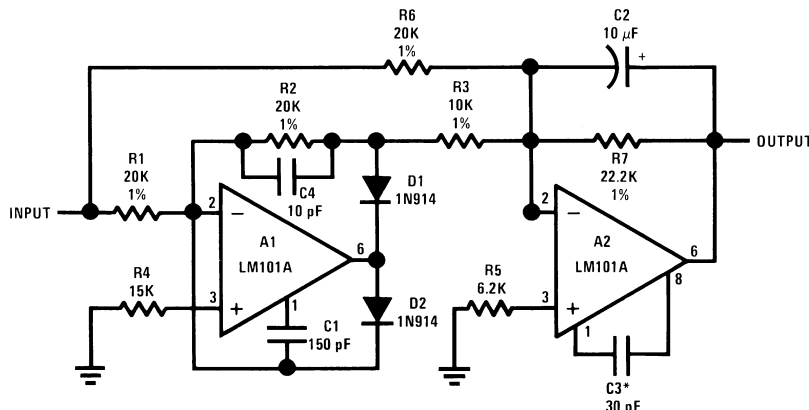 R6
20K
1%
C2
10 μF
+
R2
20K
1%
R3
10K
1%
R1
20K
1%
C4
10 pF
D1
1N914
R7
22.2K
1%
OUTPUT
INPUT
2
−
A1
LM101A
6
3
+
1
R4
15K
C1
150 pF
D2
1N914
2
−
A2
LM101A
6
8
R5
6.2K
3
+
1
C3*
30 pF